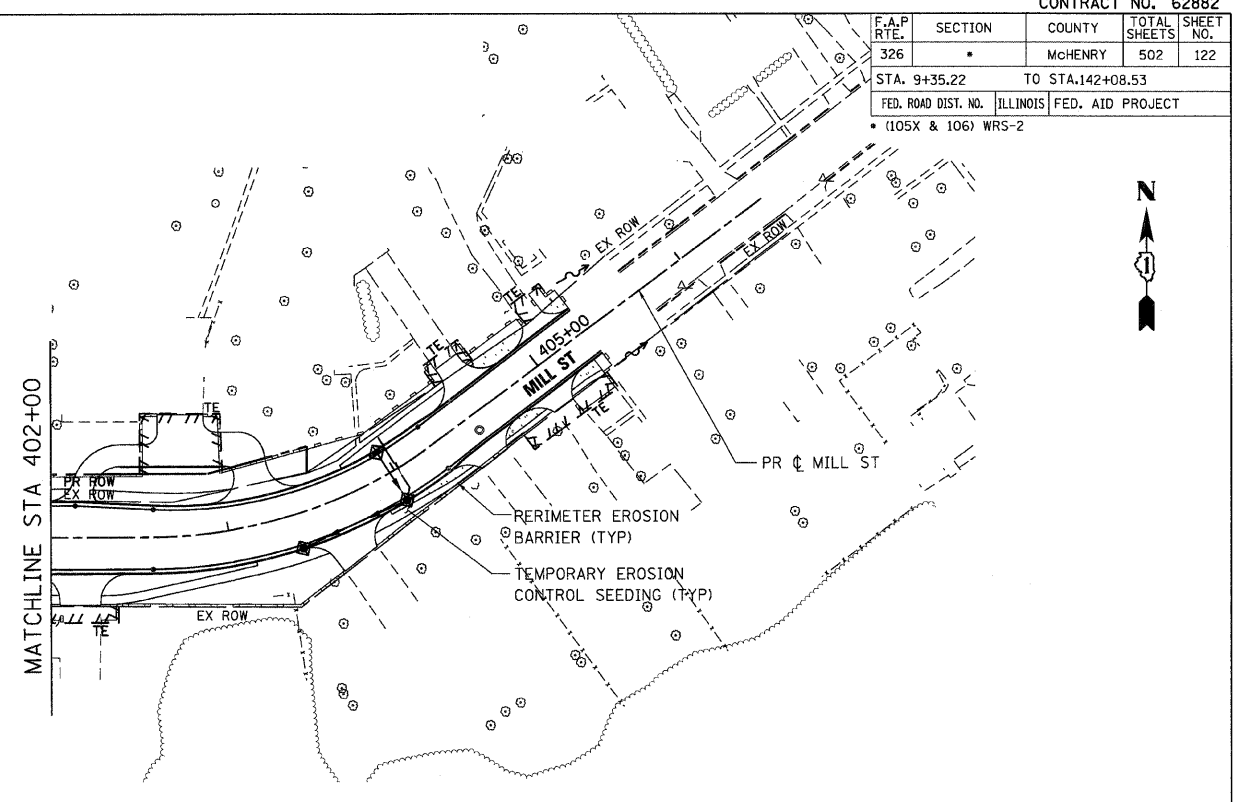 CONTRACT NO. 62882
F.A.P RTE. SECTION COUNTY TOTAL SHEETS SHEET NO.
326 * McHENRY 502 122
STA. 9+35.22 TO STA.142+08.53
FED. ROAD DIST. NO. ILLINOIS FED. AID PROJECT
* (105X & 106) WRS-2
N
1
EX ROW
EX ROW
TE
TE
405+00
MILL ST
TE
TE
MATCHLINE STA 402+00
PR ROW
EX ROW
PR ℄ MILL ST
RERIMETER EROSION
BARRIER (TYP)
TEMPORARY EROSION
CONTROL SEEDING (TYP)
EX ROW
TE